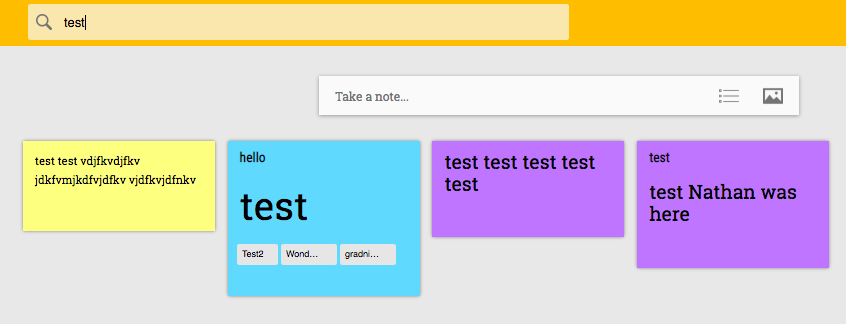 test
Take a note...
test test vdjfkvdjfkv
jdkfvmjkdfvjdfkv vjdfkvjdfnkv
hello
test
Test2 Wond... gradni...
test test test test
test
test
test Nathan was
here